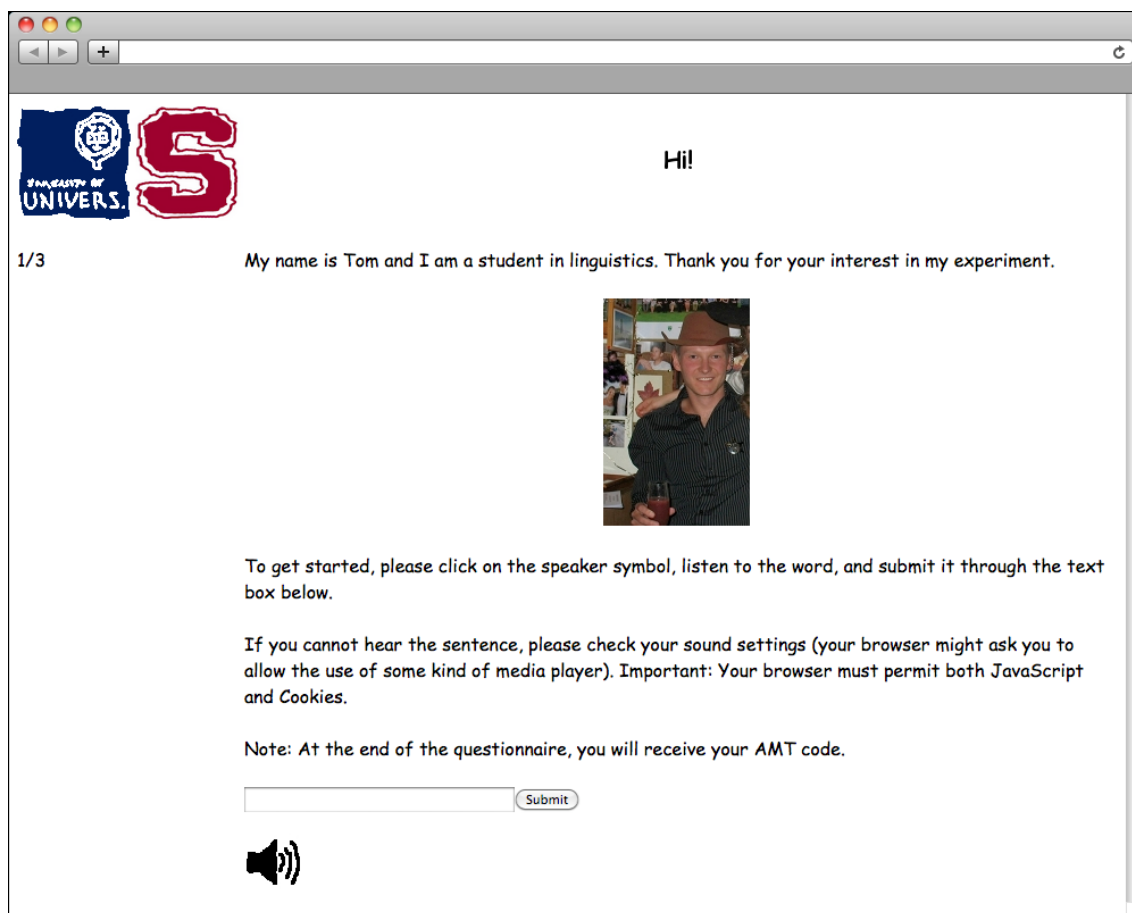 Hi!
UNIVERSITY OF
UNIVERS.
S
1/3
My name is Tom and I am a student in linguistics. Thank you for your interest in my experiment.
To get started, please click on the speaker symbol, listen to the word, and submit it through the text
box below.
If you cannot hear the sentence, please check your sound settings (your browser might ask you to
allow the use of some kind of media player). Important: Your browser must permit both JavaScript
and Cookies.
Note: At the end of the questionnaire, you will receive your AMT code.
Submit